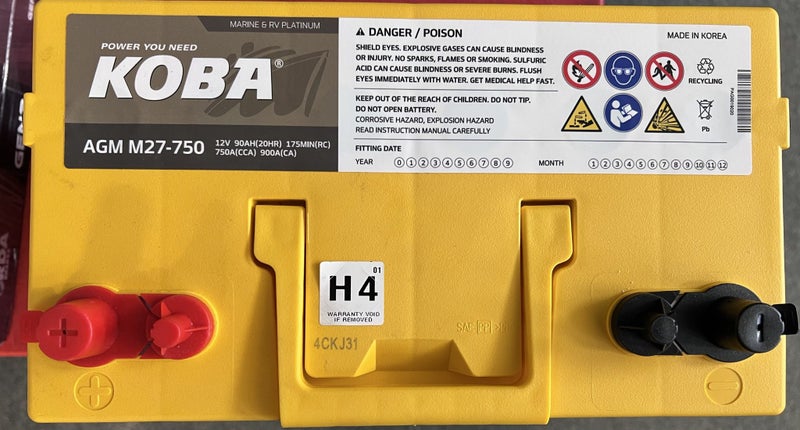 MARINE & RV PLATINUM
POWER YOU NEED
KOBA®
AGM M27-750
12V 90AH(20HR) 175MIN(RC)
750A(CCA) 900A(CA)
DANGER / POISON
SHIELD EYES. EXPLOSIVE GASES CAN CAUSE BLINDNESS
OR INJURY. NO SPARKS, FLAMES OR SMOKING. SULFURIC
ACID CAN CAUSE BLINDNESS OR SEVERE BURNS. FLUSH
EYES IMMEDIATELY WITH WATER. GET MEDICAL HELP FAST.
KEEP OUT OF THE REACH OF CHILDREN. DO NOT TIP.
DO NOT OPEN BATTERY.
CORROSIVE HAZARD, EXPLOSION HAZARD
READ INSTRUCTION MANUAL CAREFULLY
MADE IN KOREA
RECYCLING
Pb
FITTING DATE
YEAR 0 1 2 3 4 5 6 7 8 9
MONTH 1 2 3 4 5 6 7 8 9 10 11 12
01
H4
WARRANTY VOID
IF REMOVED
4CKJ31
+
-